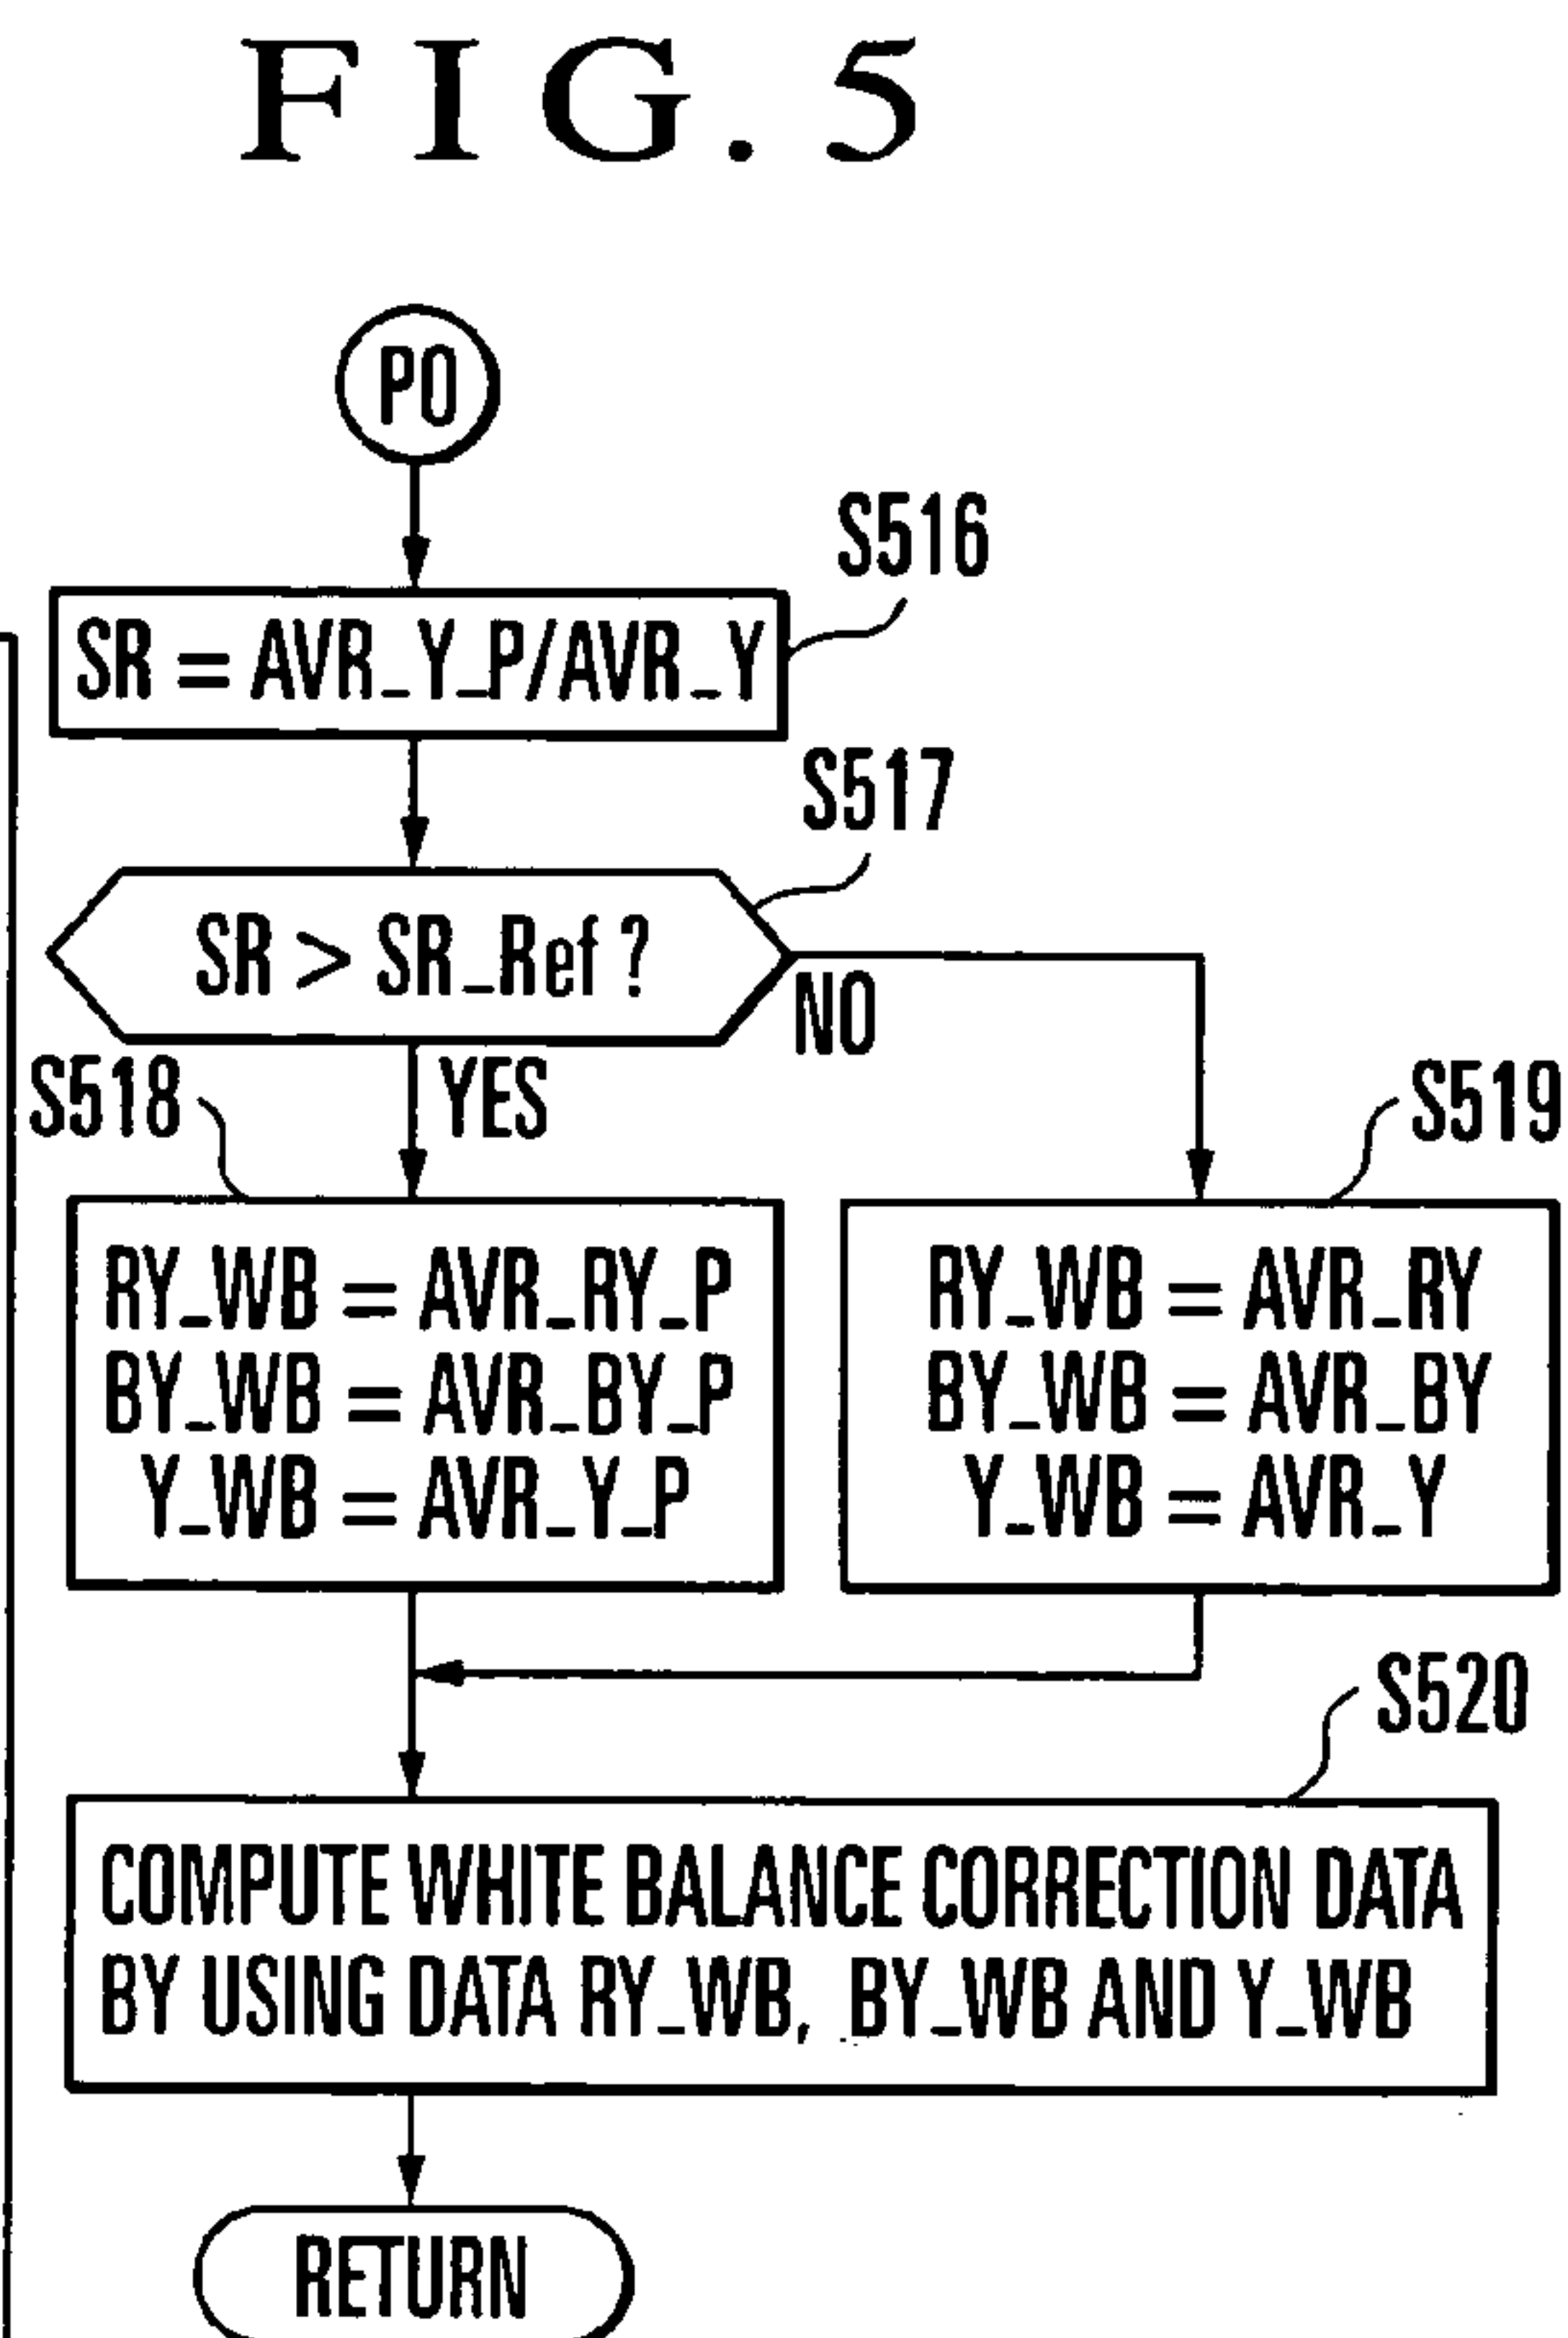 FIG. 5
P0
S516
SR = AVR_Y_P/AVR_Y
S517
SR > SR_Ref ?
NO
YES
S518
S519
RY_WB = AVR_RY_P
BY_WB = AVR_BY_P
Y_WB = AVR_Y_P
RY_WB = AVR_RY
BY_WB = AVR_BY
Y_WB = AVR_Y
S520
COMPUTE WHITE BALANCE CORRECTION DATA
BY USING DATA RY_WB, BY_WB AND Y_WB
RETURN